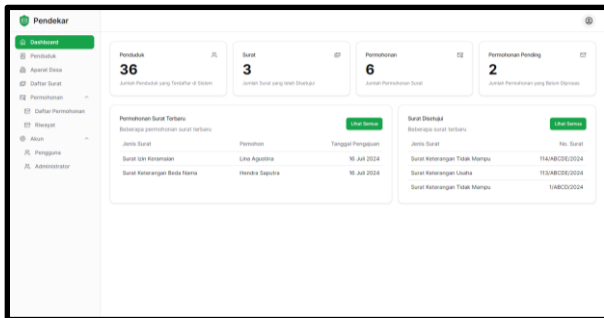 Pendekar
Dashboard
Penduduk
Aparat Desa
Daftar Surat
Permohonan
Daftar Permohonan
Riwayat
Akun
Pengguna
Administrator
Penduduk
36
Jumlah Penduduk yang Terdaftar di Sistem
Surat
3
Jumlah Surat yang telah Disetujui
Permohonan
6
Jumlah Permohonan Surat
Permohonan Pending
2
Jumlah Permohonan yang Belum Diproses
Permohonan Surat Terbaru
Beberapa permohonan surat terbaru
Lihat Semua
Jenis Surat Pemohon Tanggal Pengajuan
Surat Izin Keramaian Lina Agustina 16 Juli 2024
Surat Keterangan Beda Nama Hendra Saputra 16 Juli 2024
Surat Disetujui
Beberapa surat terbaru
Lihat Semua
Jenis Surat No. Surat
Surat Keterangan Tidak Mampu 114/ABCDE/2024
Surat Keterangan Usaha 113/ABCDE/2024
Surat Keterangan Tidak Mampu 1/ABCD/2024